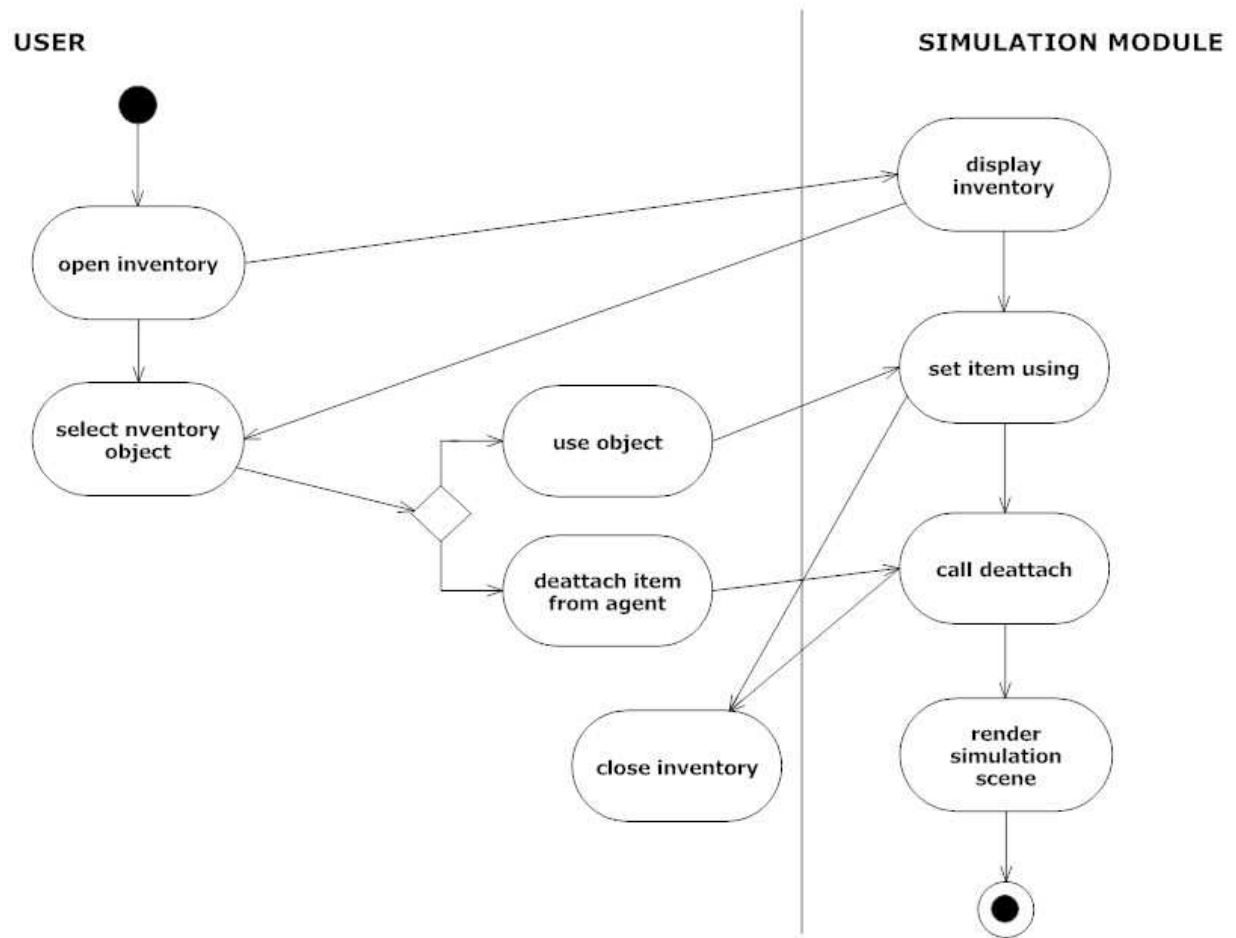 USER
SIMULATION MODULE
display
inventory
open inventory
set item using
select nventory
object
use object
call deattach
deattach item
from agent
render
simulation
scene
close inventory